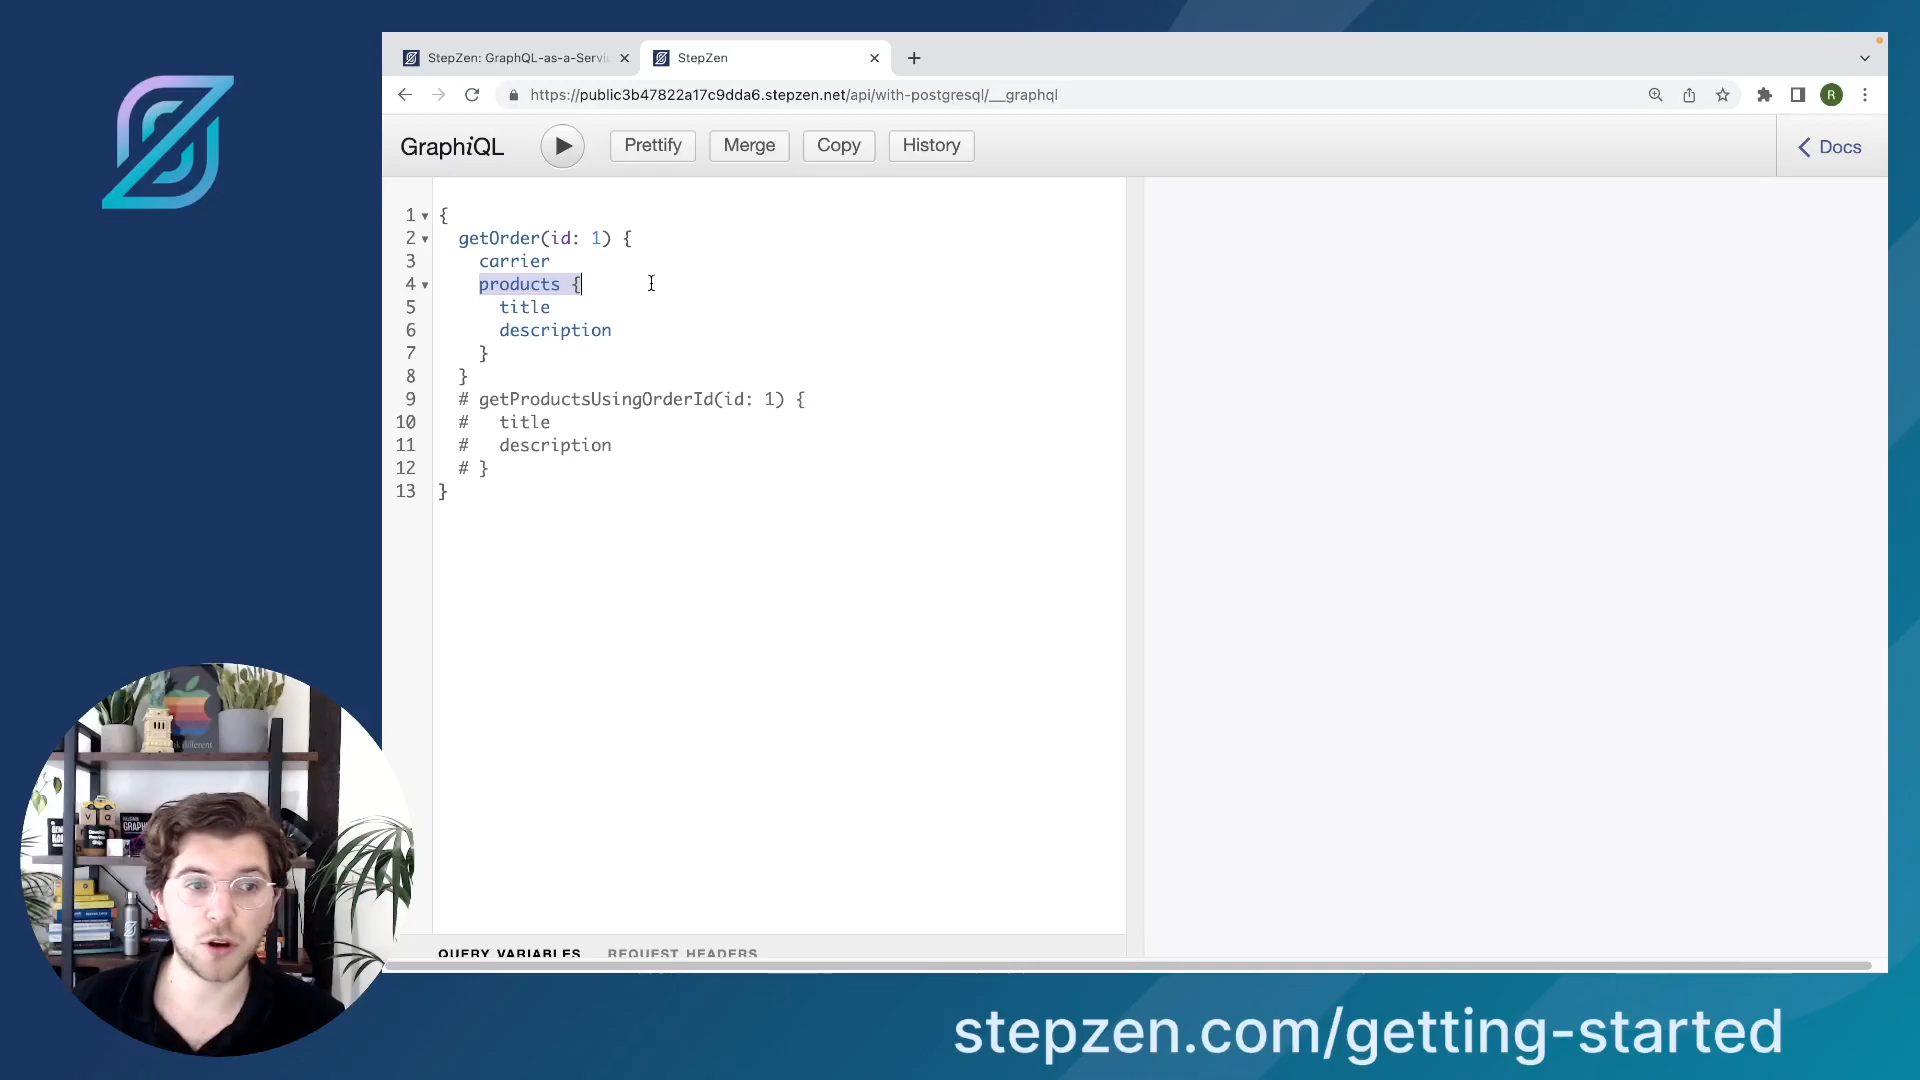 StepZen: GraphQL-as-a-Servi
StepZen
https://public3b47822a17c9dda6.stepzen.net/api/with-postgresql/__graphql
R
GraphiQL
Prettify
Merge
Copy
History
Docs
1 {
2 getOrder(id: 1) {
3 carrier
4 products {
5 title
6 description
7 }
8 }
9 # getProductsUsingOrderId(id: 1) {
10 # title
11 # description
12 # }
13 }
QUERY VARIABLES
REQUEST HEADERS
stepzen.com/getting-started